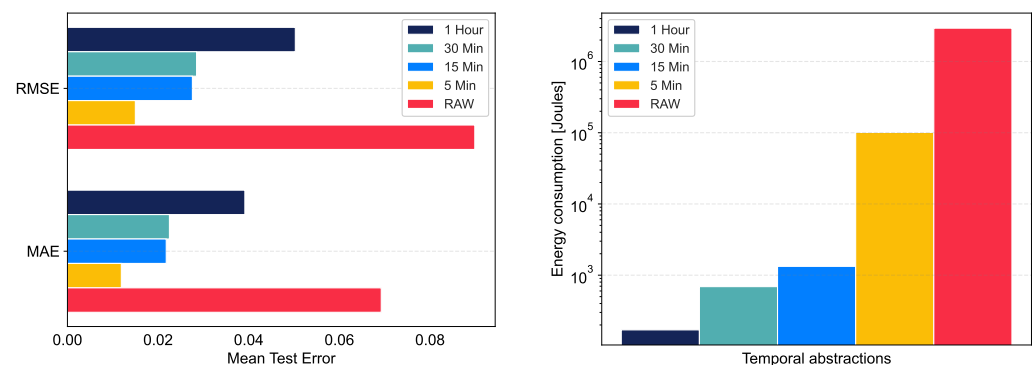 RMSE
MAE
0.00 0.02 0.04 0.06 0.08
Mean Test Error
1 Hour
30 Min
15 Min
5 Min
RAW
Energy consumption [Joules]
10^6
10^5
10^4
10^3
1 Hour
30 Min
15 Min
5 Min
RAW
Temporal abstractions